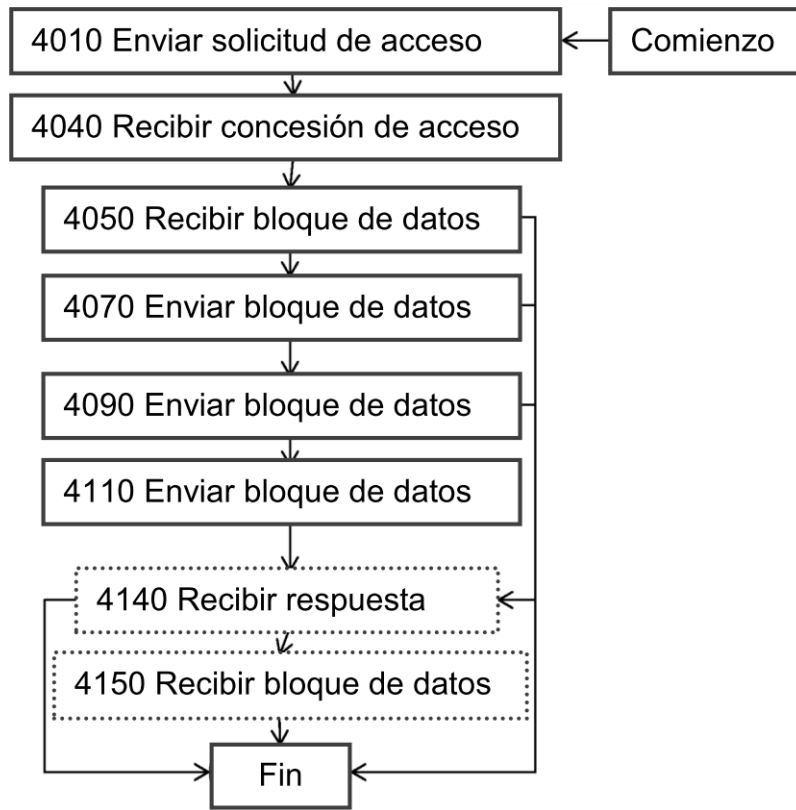 4010 Enviar solicitud de acceso
Comienzo
4040 Recibir concesión de acceso
4050 Recibir bloque de datos
4070 Enviar bloque de datos
4090 Enviar bloque de datos
4110 Enviar bloque de datos
4140 Recibir respuesta
4150 Recibir bloque de datos
Fin